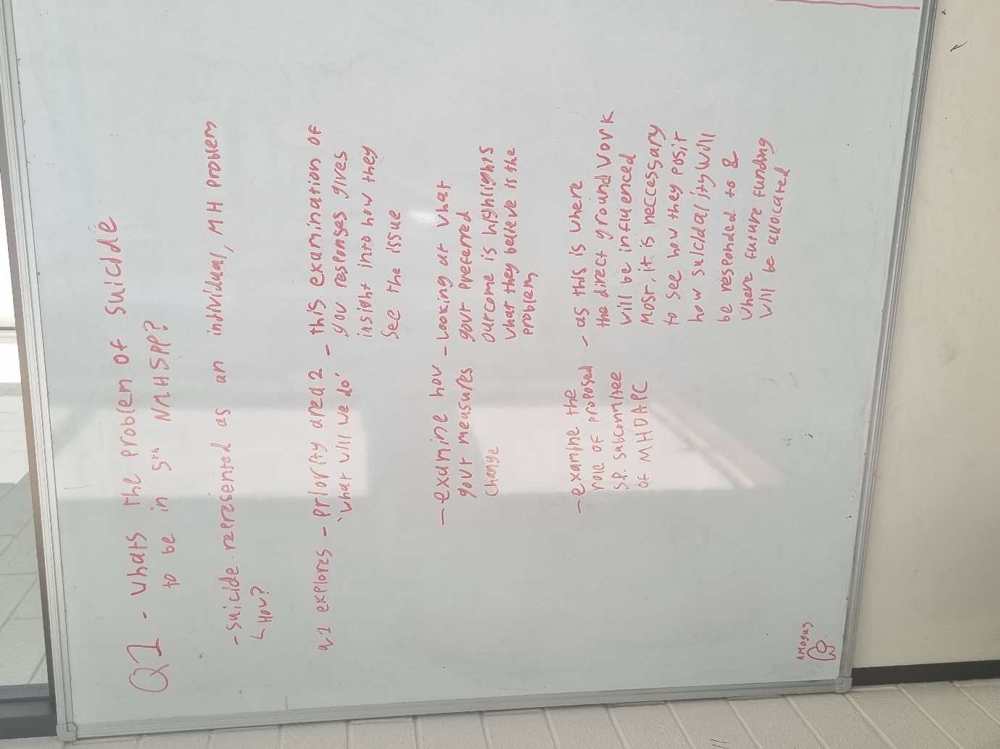 Q1 - whats the problem of suicide
to be in 5th NMHSPP?
- suicide represented as an individual, MH problem
↳ How?
q1 explores - priority area 2 - this examination of
'what will we do' gov responses gives
insight into how they
see the issue
- examine how - Looking at what
govt measures govt preferred
change outcome is highlights
what they believe is the
problem
- examine the - as this is where
role of proposed the direct ground work
S.P. subcommitee will be influenced
of MHDAPC most, it is neccessary
to see how they posit
how suicidality will
be responded to &
where future funding
will be allocated
AMOGUS